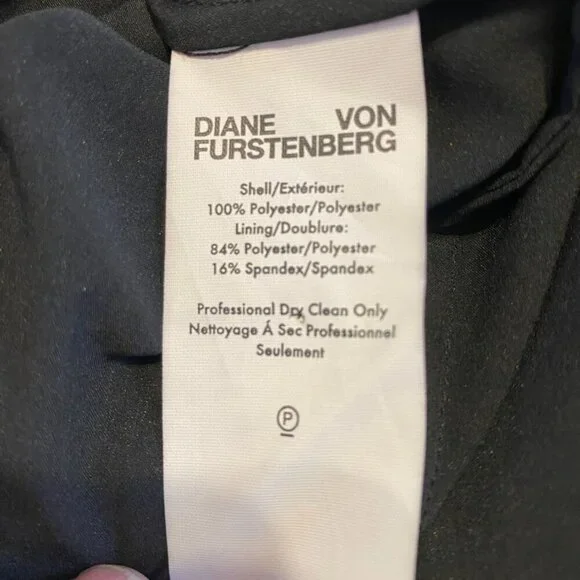 DIANE VON
FURSTENBERG
Shell/Extérieur:
100% Polyester/Polyester
Lining/Doublure:
84% Polyester/Polyester
16% Spandex/Spandex
Professional Dry Clean Only
Nettoyage Á Sec Professionnel
Seulement
P